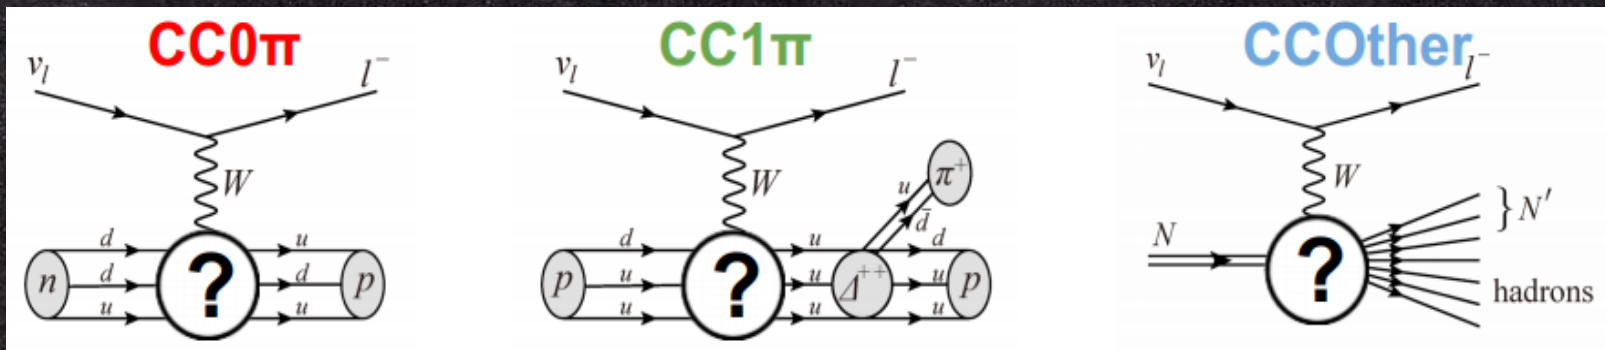 CC0π
ν_l
l⁻
W
n
d
d
u
?
u
d
u
p
CC1π
ν_l
l⁻
W
p
d
u
u
?
u
u
u
Δ⁺⁺
u
d̄
π⁺
d
u
u
p
CCOther
ν_l
l⁻
W
N
?
} N′
hadrons